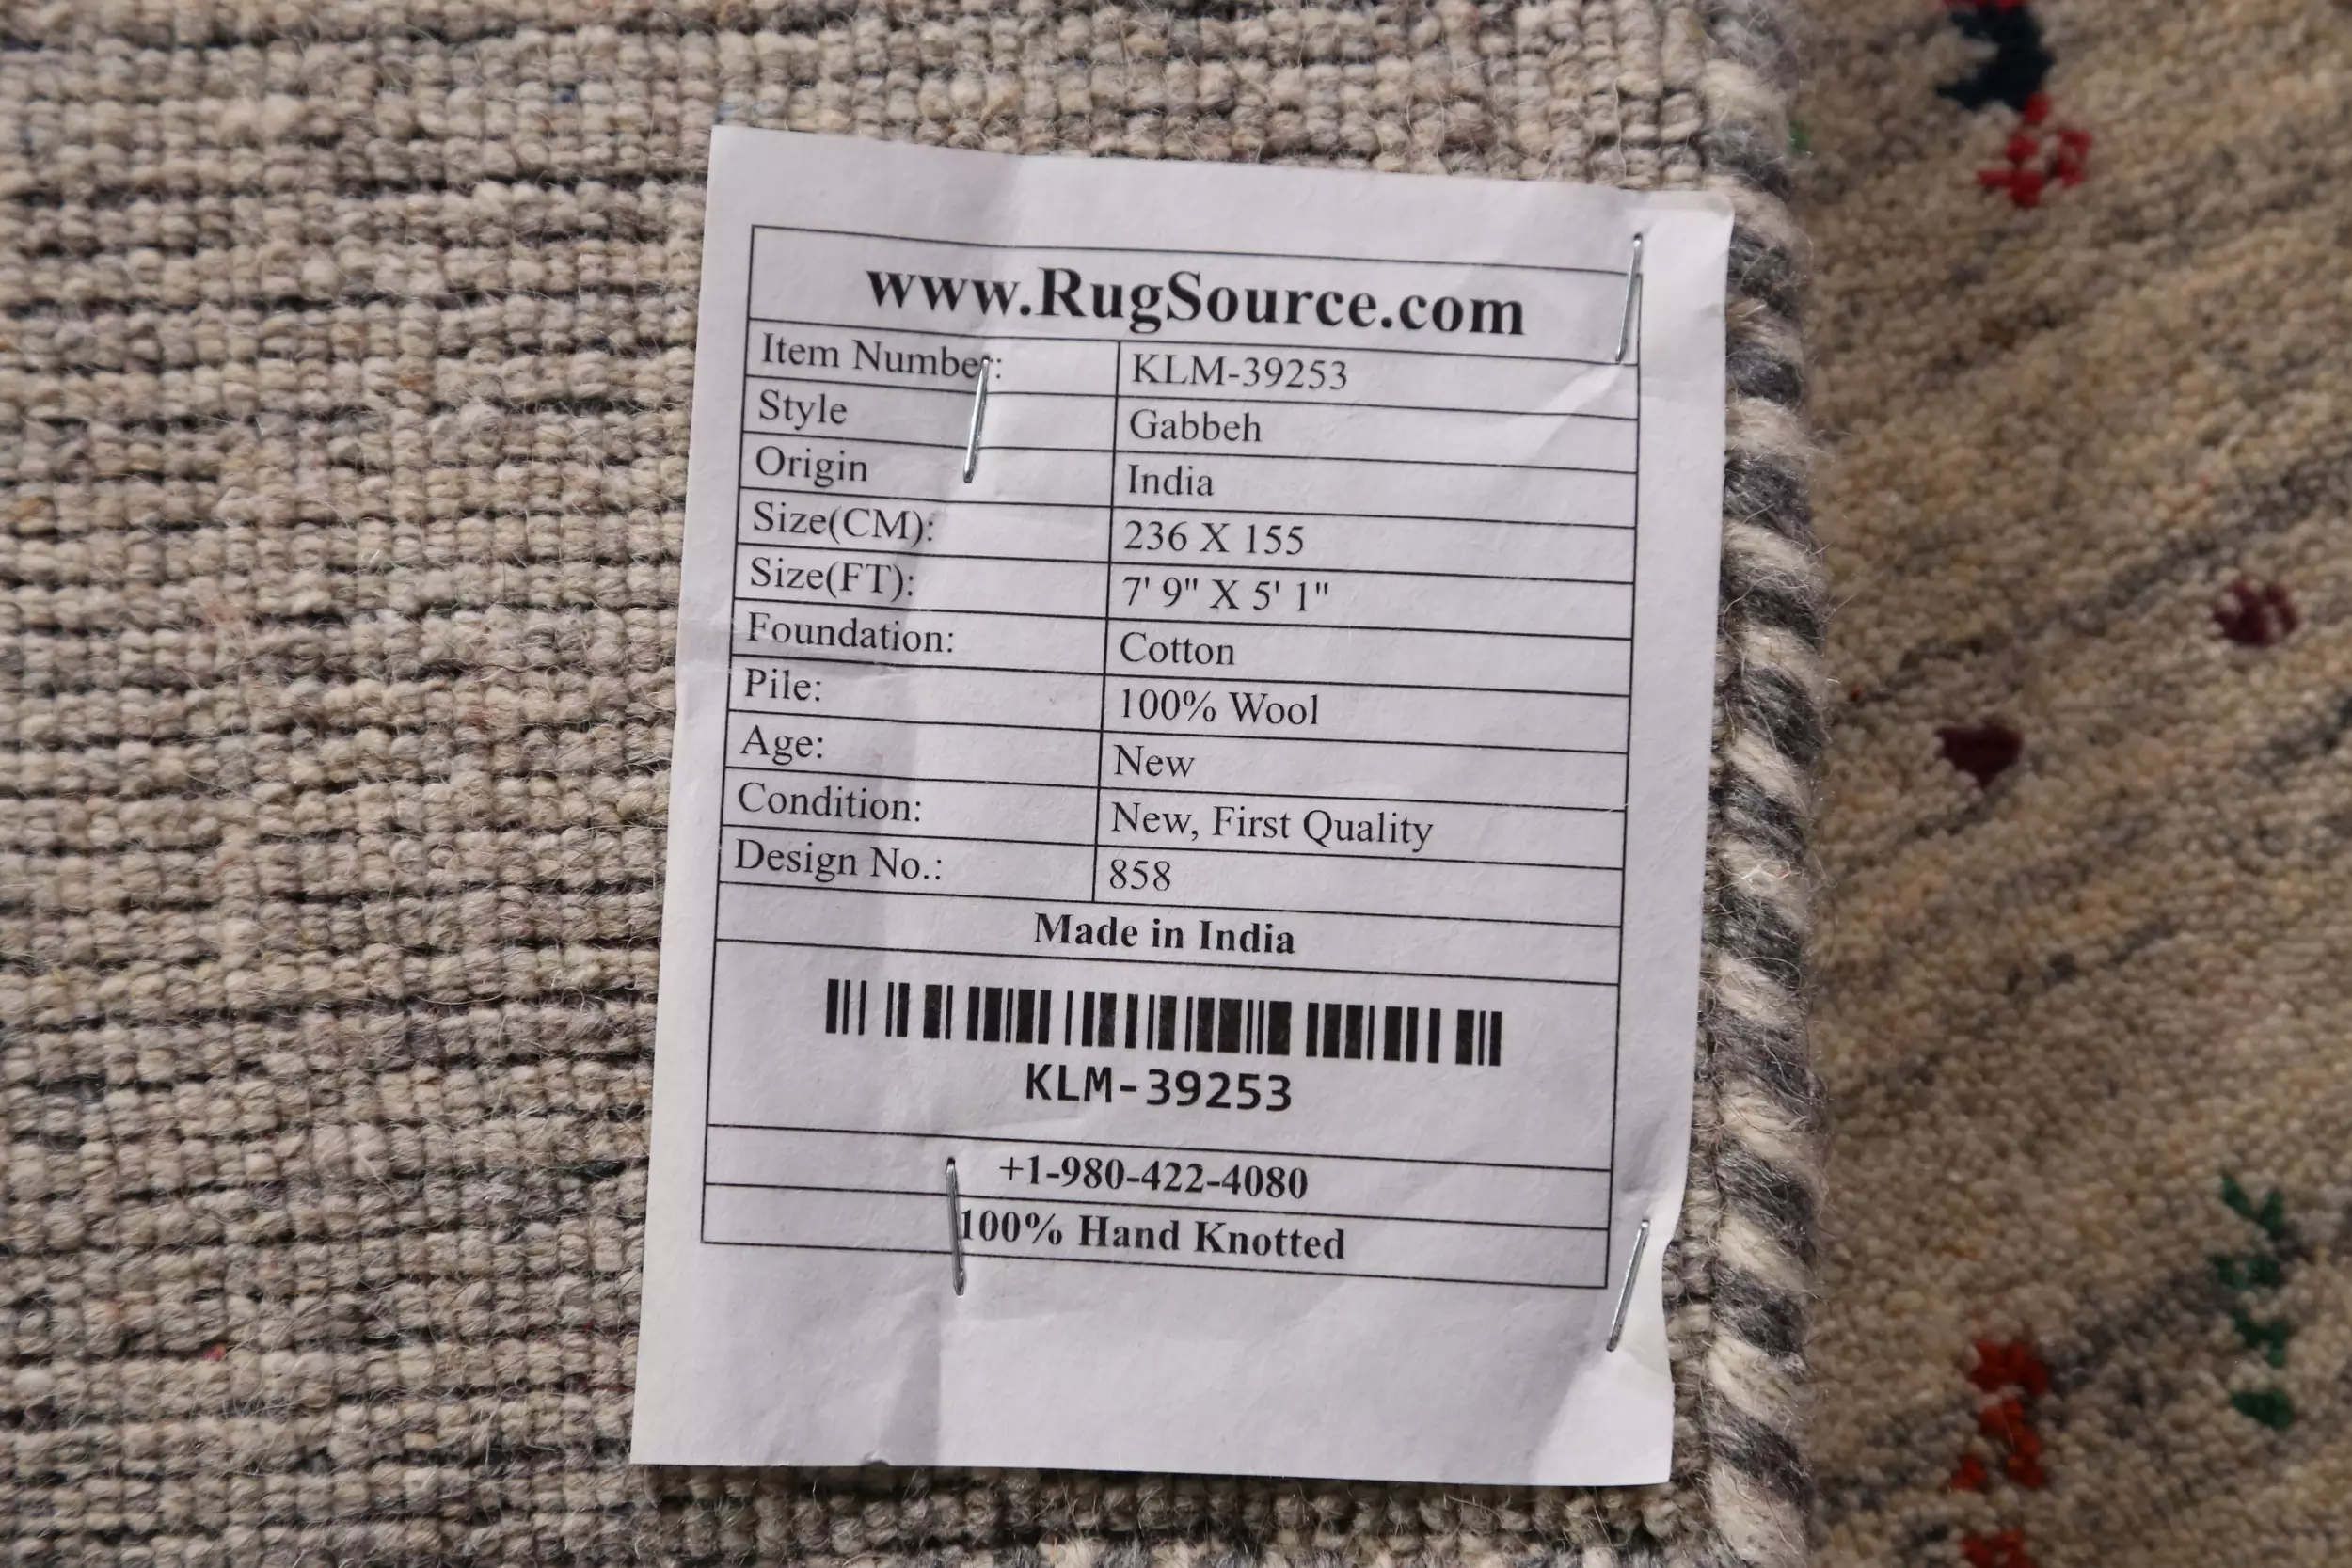 www.RugSource.com
Item Number: KLM-39253
Style Gabbeh
Origin India
Size(CM): 236 X 155
Size(FT): 7' 9" X 5' 1"
Foundation: Cotton
Pile: 100% Wool
Age: New
Condition: New, First Quality
Design No.: 858
Made in India
KLM-39253
+1-980-422-4080
100% Hand Knotted